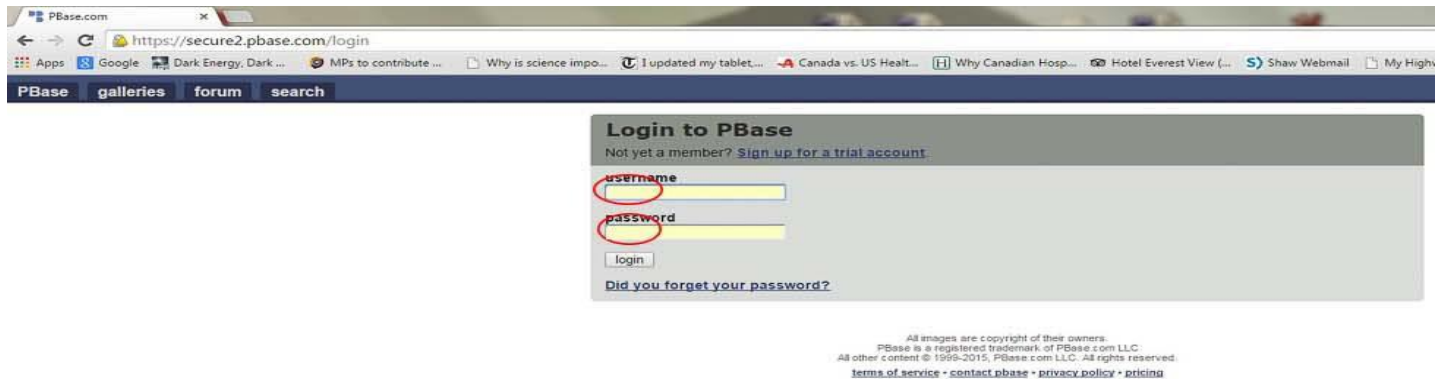 PBase.com
https://secure2.pbase.com/login
Apps Google Dark Energy, Dark ... MPs to contribute ... Why is science impo... I updated my tablet,... Canada vs. US Healt... Why Canadian Hosp... Hotel Everest View (... Shaw Webmail My High
PBase galleries forum search
Login to PBase
Not yet a member? Sign up for a trial account.
username
password
login
Did you forget your password?
All images are copyright of their owners.
PBase is a registered trademark of PBase.com LLC
All other content © 1999-2015, PBase.com LLC. All rights reserved.
terms of service - contact pbase - privacy policy - pricing